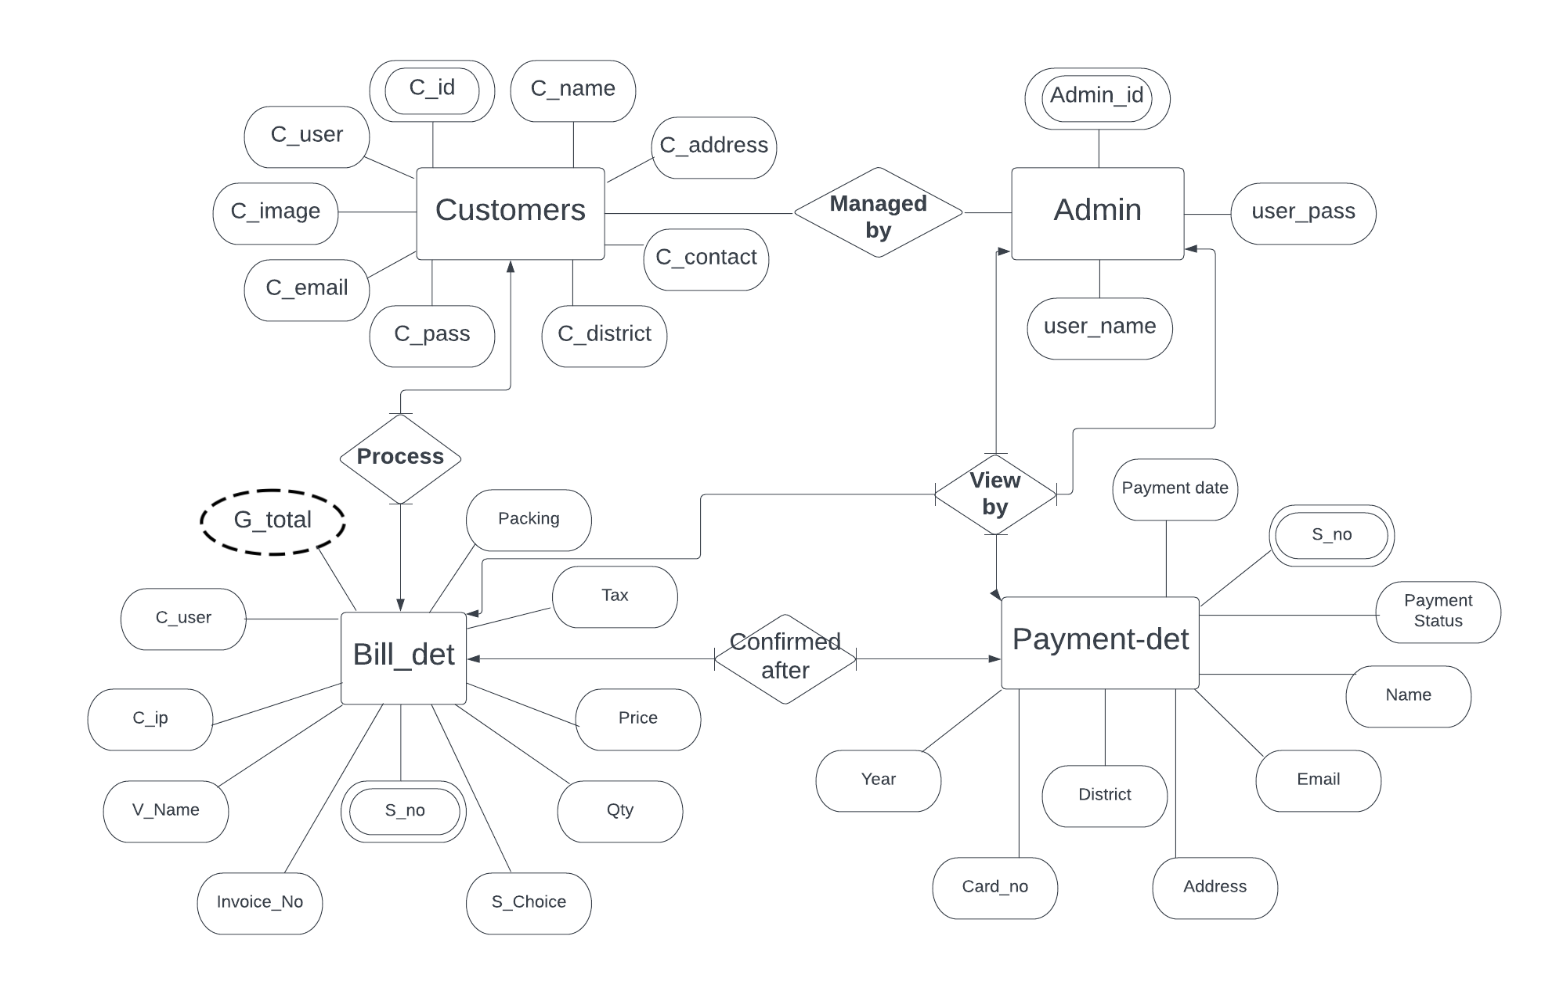 C_id
C_name
Admin_id
C_user
C_address
Customers
Managed
by
Admin
C_image
user_pass
C_contact
C_email
C_pass
C_district
user_name
Process
View
by
Payment date
G_total
Packing
S_no
Tax
Payment
Status
C_user
Bill_det
Confirmed
after
Payment-det
C_ip
Price
Name
V_Name
S_no
Qty
Year
District
Email
Invoice_No
S_Choice
Card_no
Address